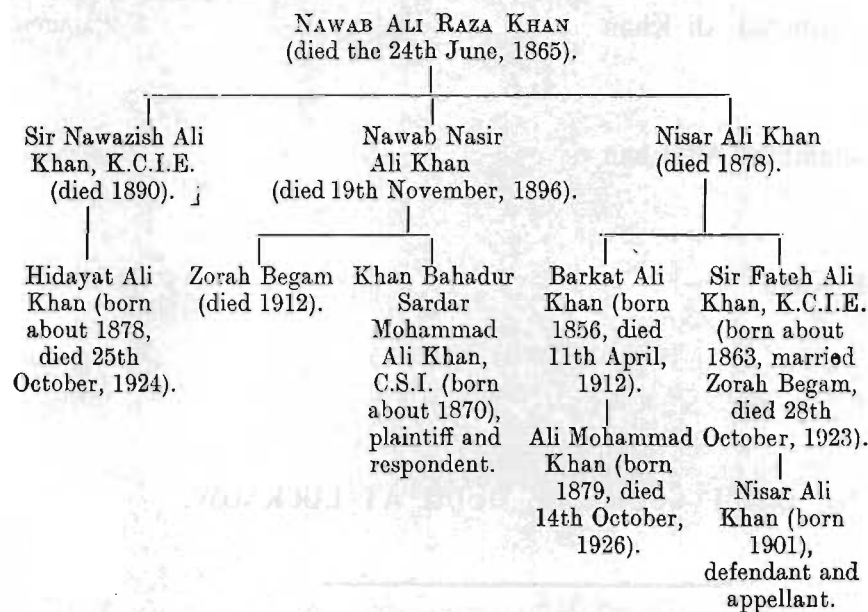 NAWAB ALI RAZA KHAN
(died the 24th June, 1865).
Sir Nawazish Ali
Khan, K.C.I.E.
(died 1890).
Nawab Nasir
Ali Khan
(died 19th November, 1896).
Nisar Ali Khan
(died 1878).
Hidayat Ali
Khan (born
about 1878,
died 25th
October, 1924).
Zorah Begam
(died 1912).
Khan Bahadur
Sardar
Mohammad
Ali Khan,
C.S.I. (born
about 1870),
plaintiff and
respondent.
Barkat Ali
Khan (born
1856, died
11th April,
1912).
Ali Mohammad
Khan (born
1879, died
14th October,
1926).
Sir Fateh Ali
Khan, K.C.I.E.
(born about
1863, married
Zorah Begam,
died 28th
October, 1923).
Nisar Ali
Khan (born
1901),
defendant and
appellant.